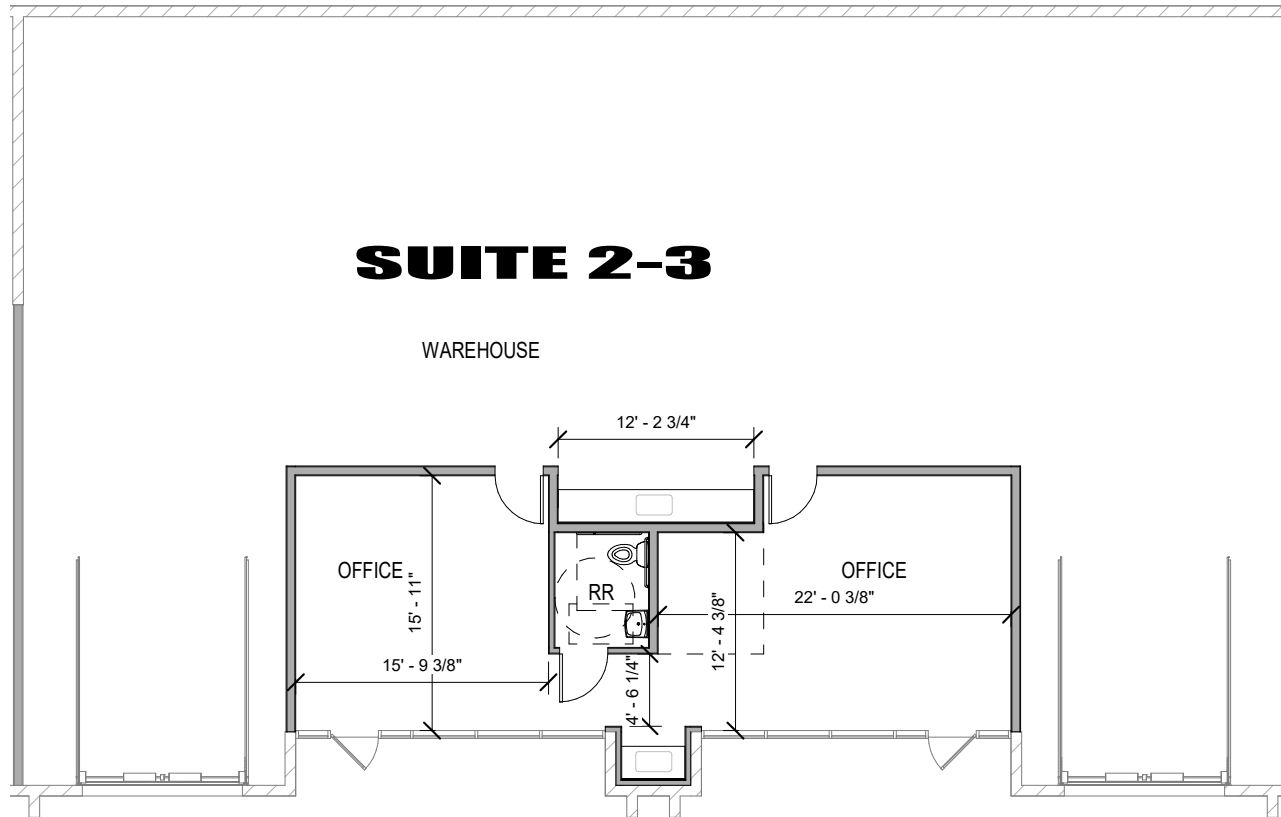 SUITE 2-3
WAREHOUSE
12' - 2 3/4"
OFFICE
15' - 11"
RR
OFFICE
22' - 0 3/8"
12' - 4 3/8"
15' - 9 3/8"
4' - 6 1/4"